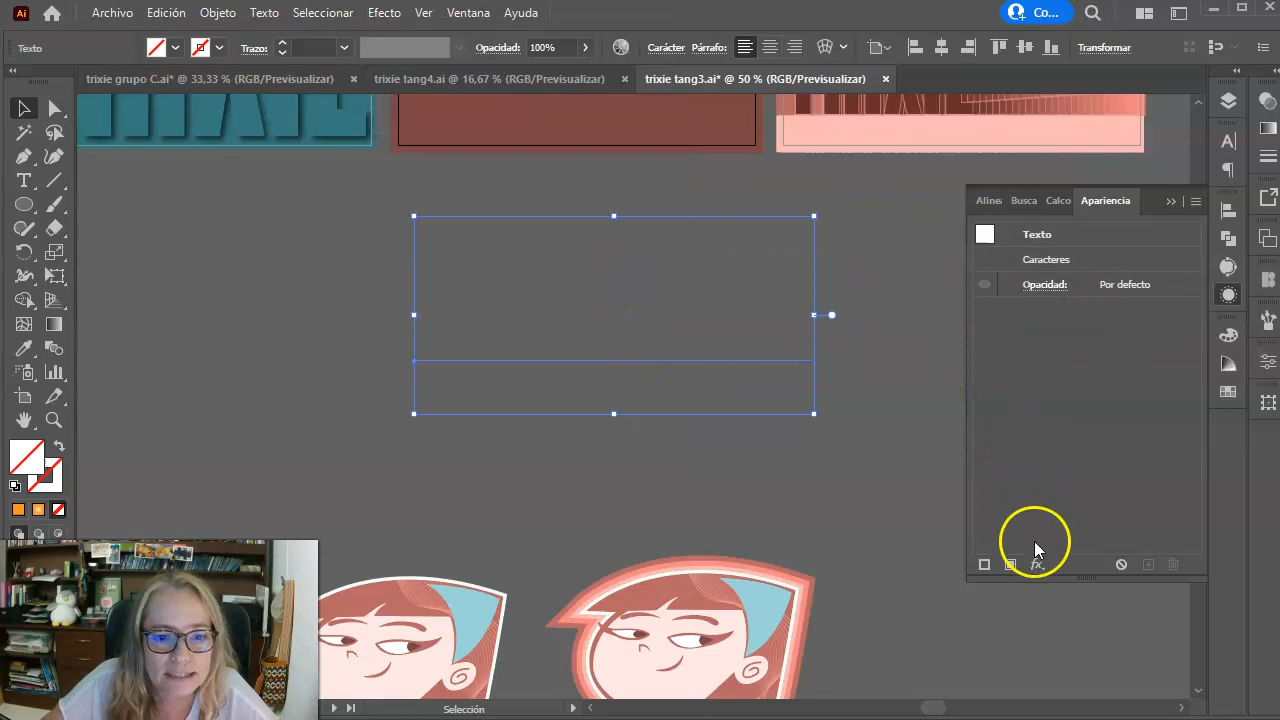 Ai
Archivo Edición Objeto Texto Seleccionar Efecto Ver Ventana Ayuda
Co...
Texto
Trazo:
Opacidad: 100%
Carácter Párrafo:
Transformar
trixie grupo C.ai* @ 33,33 % (RGB/Previsualizar)
trixie tang4.ai @ 16,67 % (RGB/Previsualizar)
trixie tang3.ai* @ 50 % (RGB/Previsualizar)
Alinea Busca Calco Apariencia
Texto
Caracteres
Opacidad: Por defecto
fx.
Selección